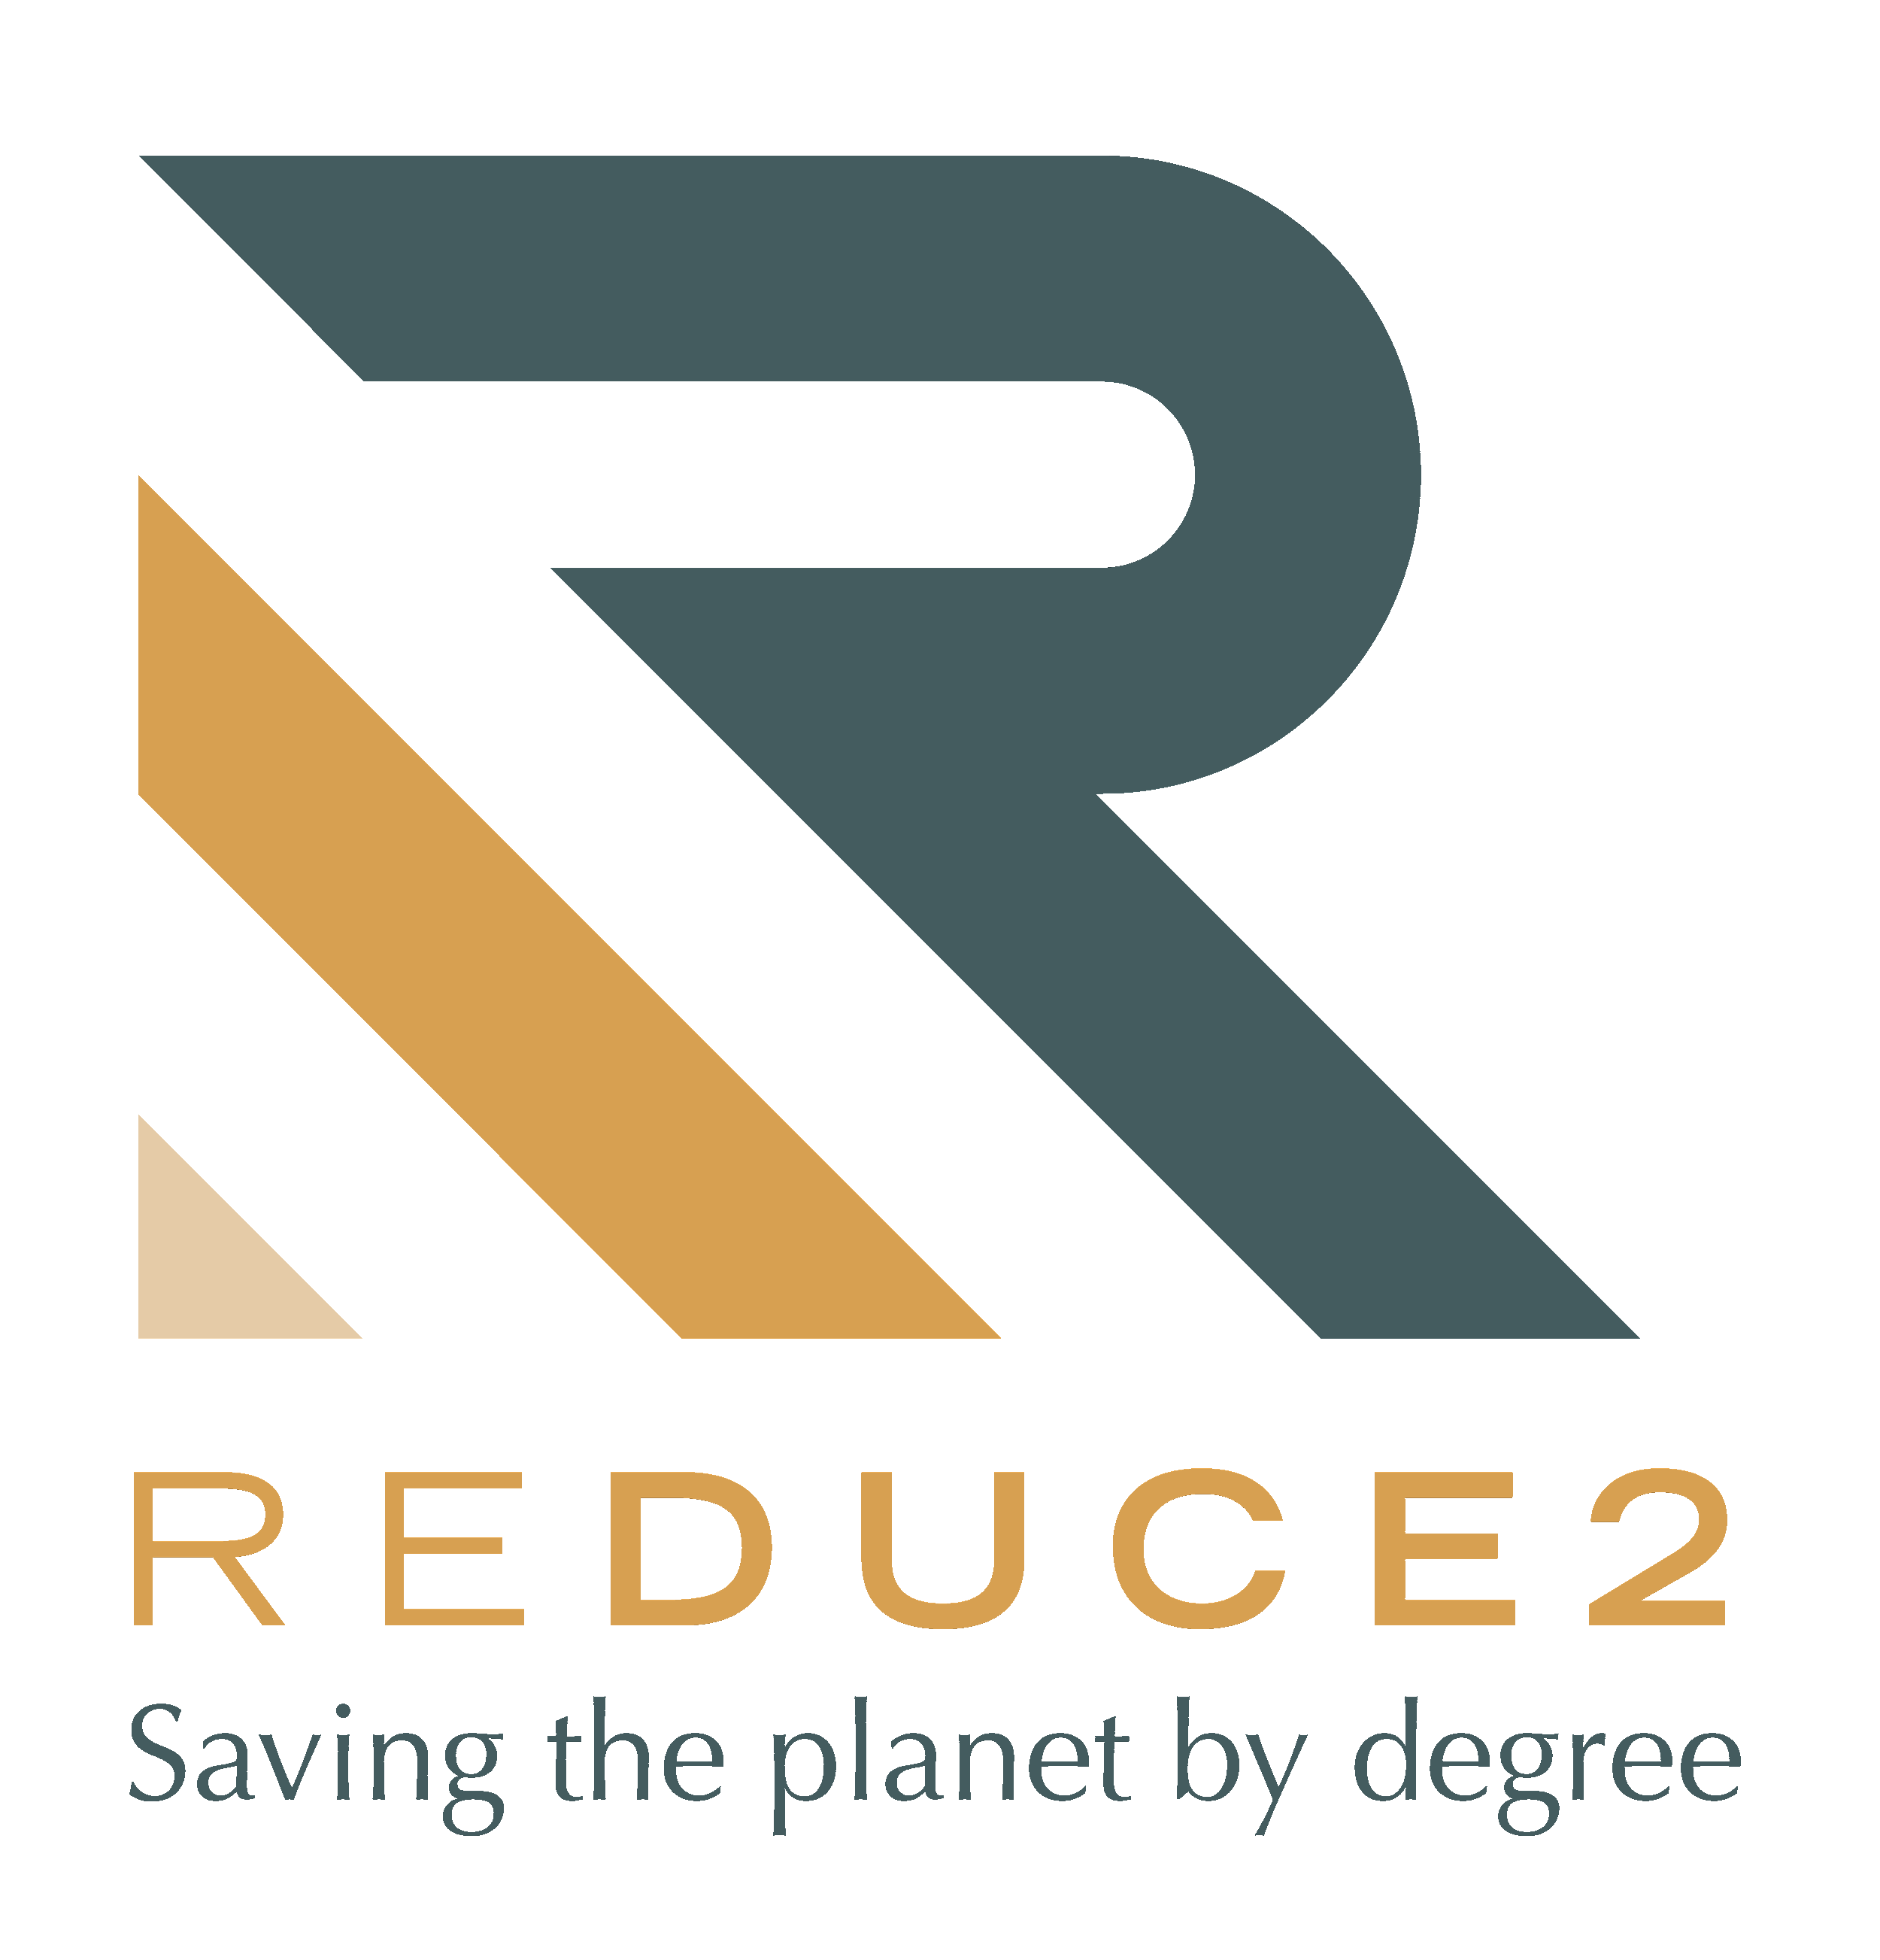 R
REDUCE2
Saving the planet by degree